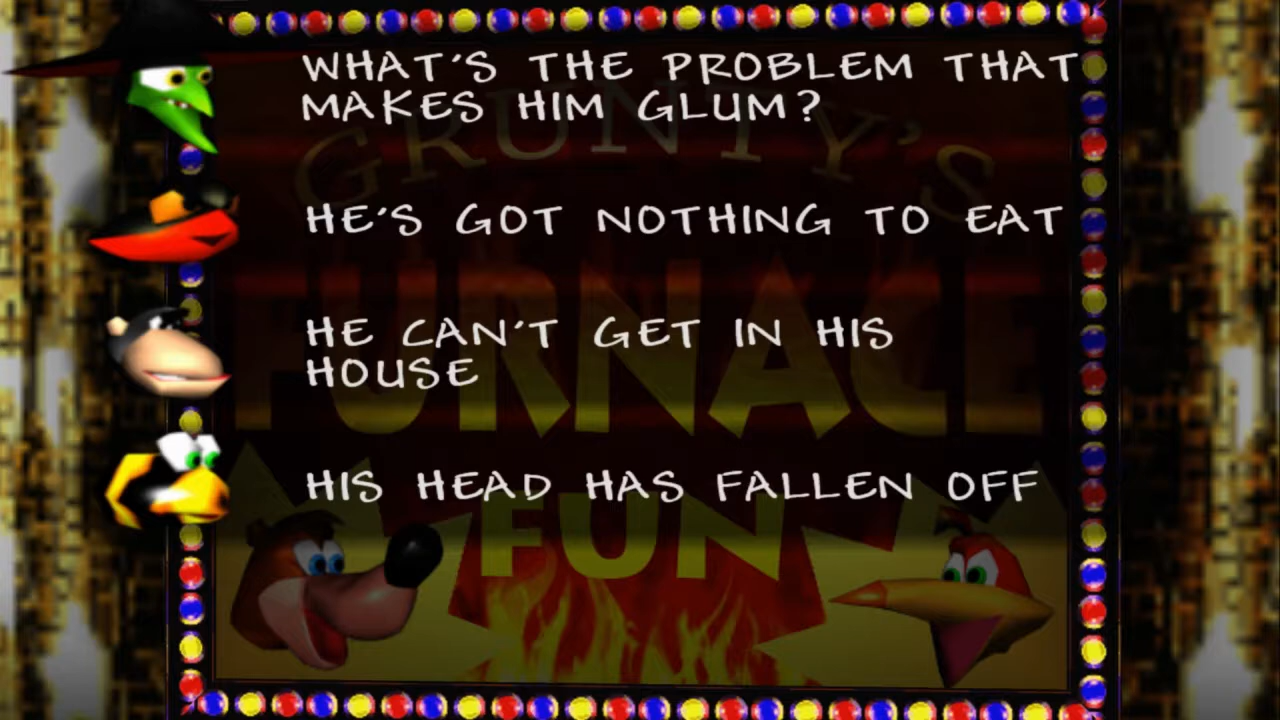 WHAT'S THE PROBLEM THAT
MAKES HIM GLUM?
GRUNTY'S
HE'S GOT NOTHING TO EAT
FURNACE
HE CAN'T GET IN HIS
HOUSE
HIS HEAD HAS FALLEN OFF
FUN